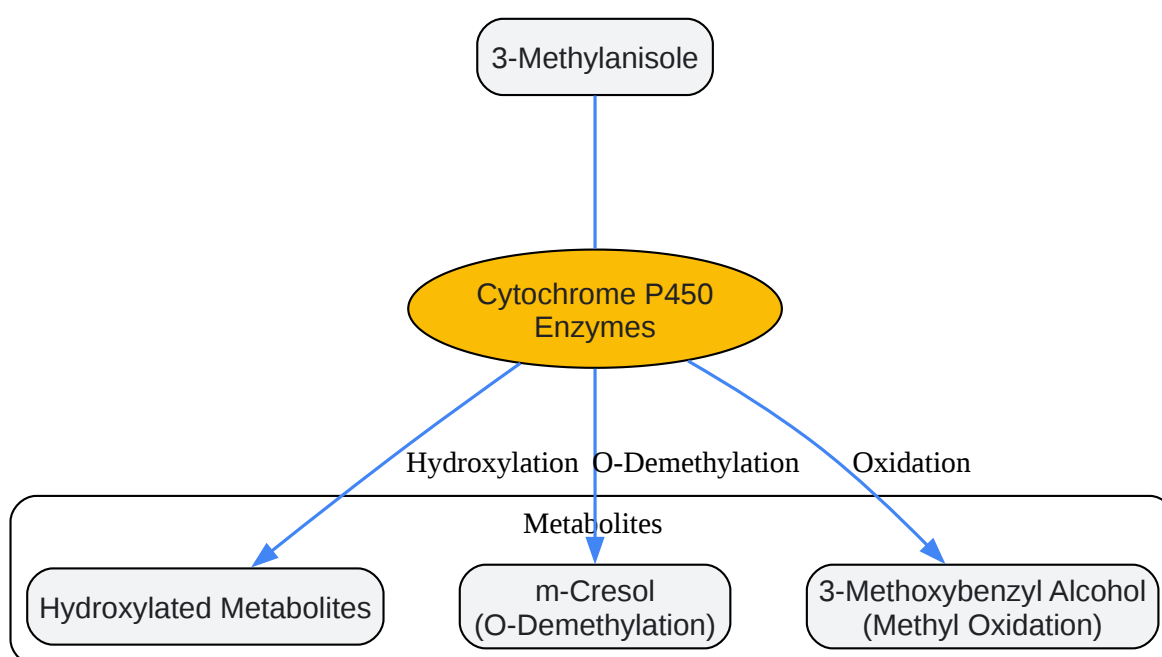 3-Methylanisole
Cytochrome P450
Enzymes
Hydroxylation
O-Demethylation
Oxidation
Metabolites
Hydroxylated Metabolites
m-Cresol
(O-Demethylation)
3-Methoxybenzyl Alcohol
(Methyl Oxidation)